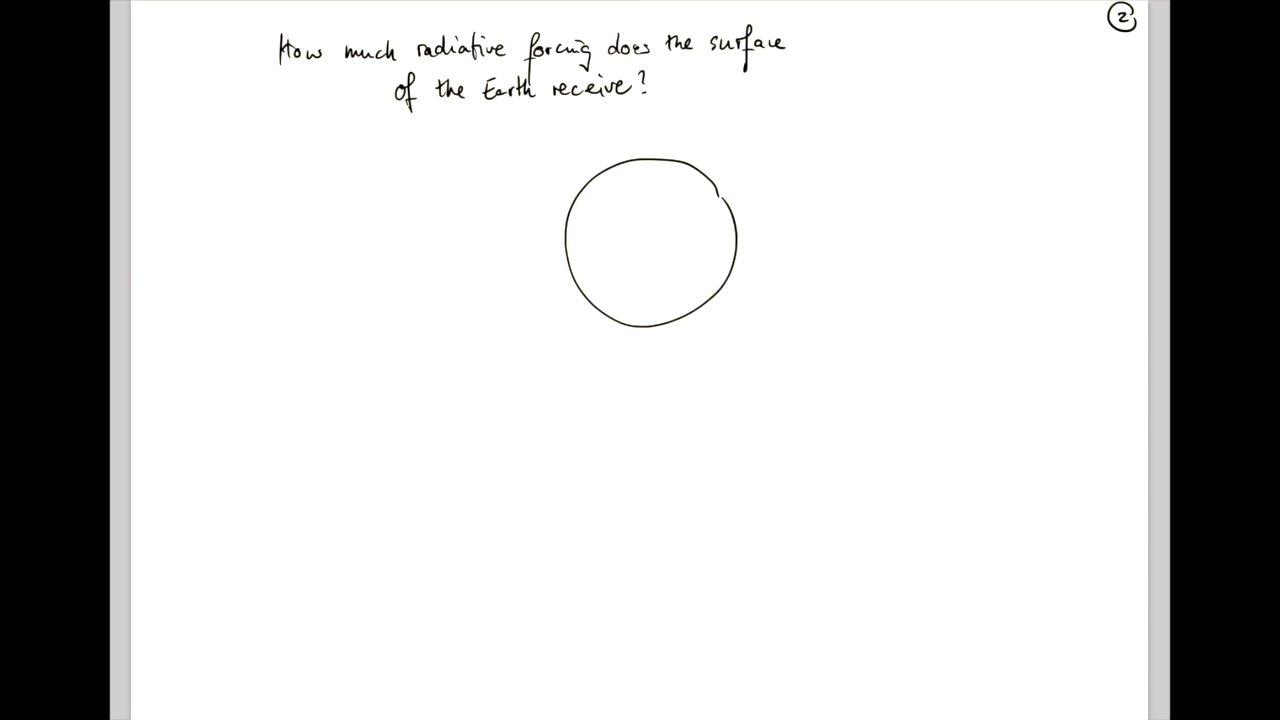 2
How much radiative forcing does the surface
of the Earth receive?